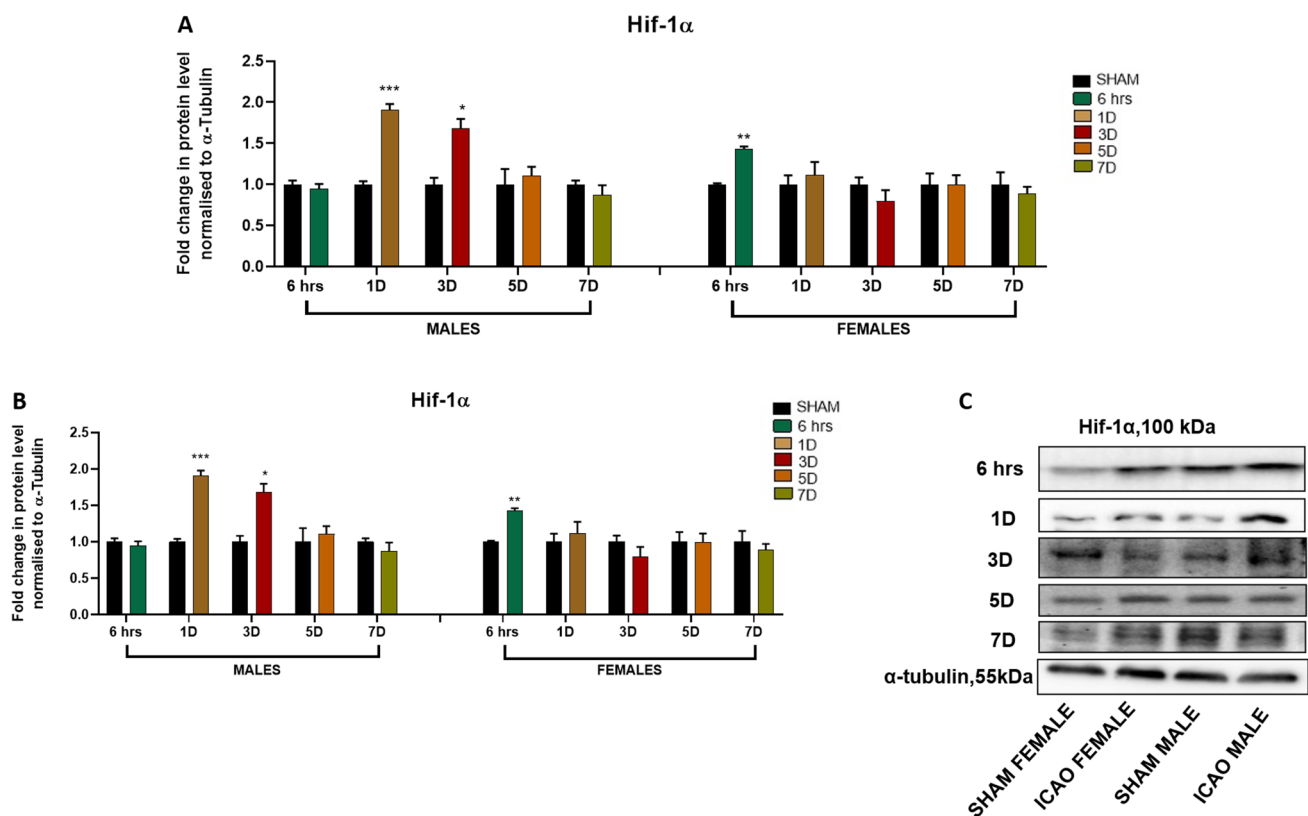 A
Hif-1α
Fold change in protein level
normalised to α-Tubulin
2.5
2.0
1.5
1.0
0.5
0.0
***
*
**
6 hrs 1D 3D 5D 7D 6 hrs 1D 3D 5D 7D
MALES FEMALES
SHAM
6 hrs
1D
3D
5D
7D
B
Hif-1α
Fold change in protein level
normalised to α-Tubulin
2.5
2.0
1.5
1.0
0.5
0.0
***
*
**
6 hrs 1D 3D 5D 7D 6 hrs 1D 3D 5D 7D
MALES FEMALES
SHAM
6 hrs
1D
3D
5D
7D
C
Hif-1α,100 kDa
6 hrs
1D
3D
5D
7D
α-tubulin,55kDa
SHAM FEMALE
ICAO FEMALE
SHAM MALE
ICAO MALE